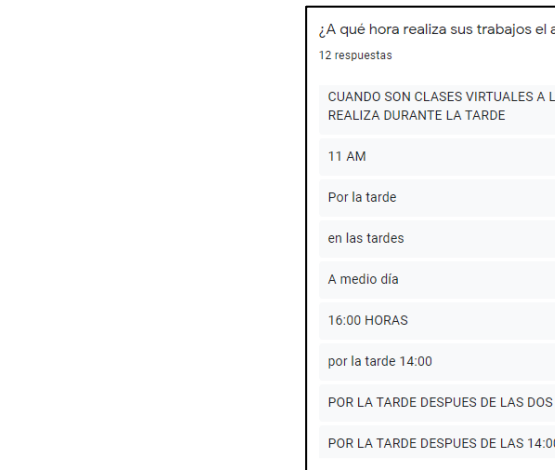 ¿A qué hora realiza sus trabajos el a
12 respuestas
CUANDO SON CLASES VIRTUALES A L
REALIZA DURANTE LA TARDE
11 AM
Por la tarde
en las tardes
A medio día
16:00 HORAS
por la tarde 14:00
POR LA TARDE DESPUES DE LAS DOS
POR LA TARDE DESPUES DE LAS 14:00